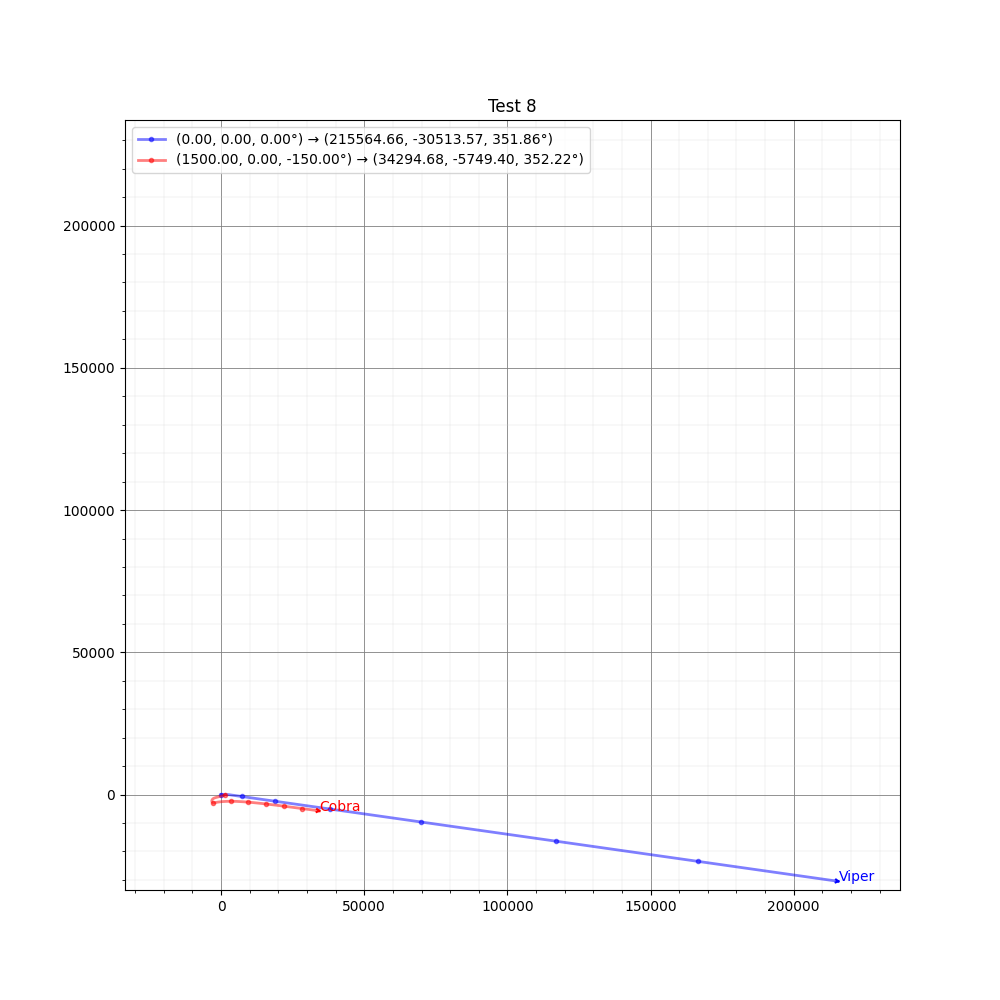 Test 8
(0.00, 0.00, 0.00°) → (215564.66, -30513.57, 351.86°)
(1500.00, 0.00, -150.00°) → (34294.68, -5749.40, 352.22°)
200000
150000
100000
50000
0
Cobra
Viper
0 50000 100000 150000 200000